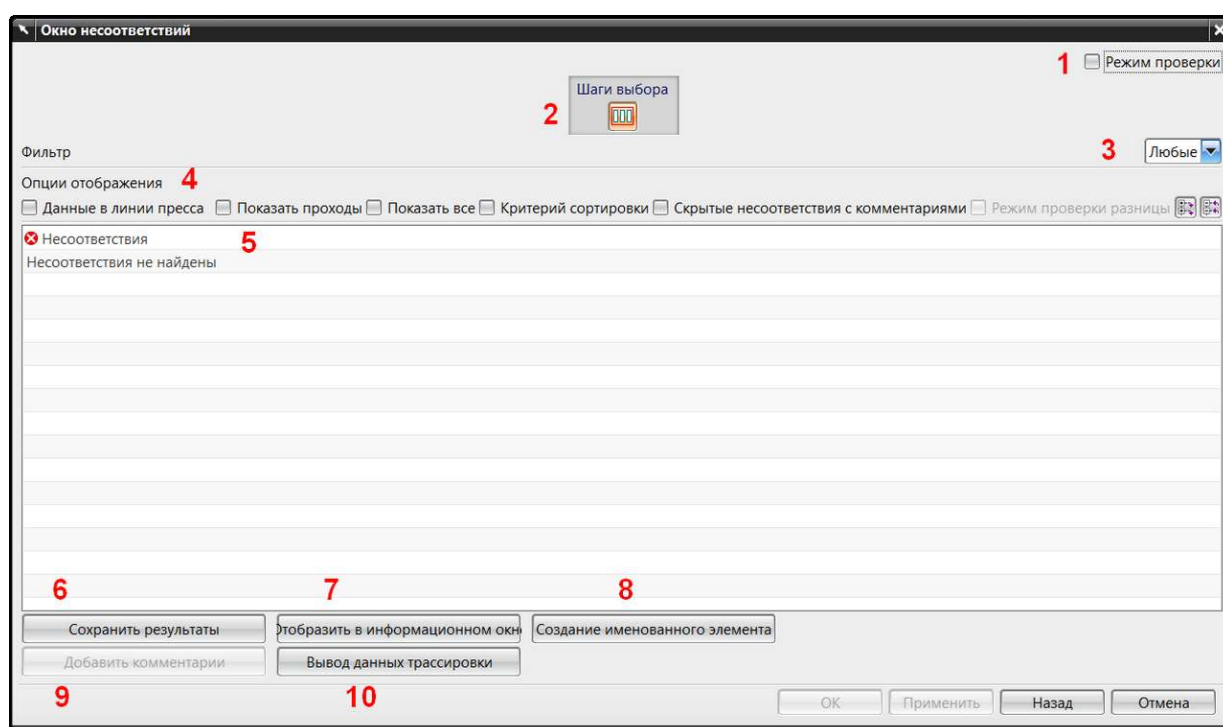 Окно несоответствий
1 Режим проверки
Шаги выбора
2
Фильтр 3 Любые
Опции отображения 4
Данные в линии пресса Показать проходы Показать все Критерий сортировки Скрытые несоответствия с комментариями Режим проверки разницы
Несоответствия 5
Несоответствия не найдены
6 7 8
Сохранить результаты Отобразить в информационном окн Создание именованного элемента
Добавить комментарии Вывод данных трассировки
9 10
OK Применить Назад Отмена